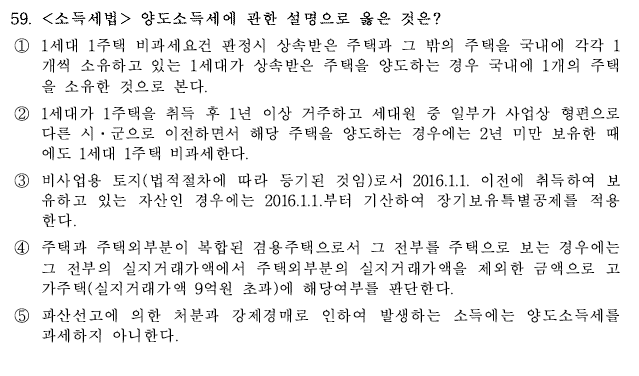 59. <소득세법> 양도소득세에 관한 설명으로 옳은 것은?
① 1세대 1주택 비과세요건 판정시 상속받은 주택과 그 밖의 주택을 국내에 각각 1
개씩 소유하고 있는 1세대가 상속받은 주택을 양도하는 경우 국내에 1개의 주택
을 소유한 것으로 본다.
② 1세대가 1주택을 취득 후 1년 이상 거주하고 세대원 중 일부가 사업상 형편으로
다른 시·군으로 이전하면서 해당 주택을 양도하는 경우에는 2년 미만 보유한 때
에도 1세대 1주택 비과세한다.
③ 비사업용 토지(법적절차에 따라 등기된 것임)로서 2016.1.1. 이전에 취득하여 보
유하고 있는 자산인 경우에는 2016.1.1.부터 기산하여 장기보유특별공제를 적용
한다.
④ 주택과 주택외부분이 복합된 겸용주택으로서 그 전부를 주택으로 보는 경우에는
그 전부의 실지거래가액에서 주택외부분의 실지거래가액을 제외한 금액으로 고
가주택(실지거래가액 9억원 초과)에 해당여부를 판단한다.
⑤ 파산선고에 의한 처분과 강제경매로 인하여 발생하는 소득에는 양도소득세를
과세하지 아니한다.